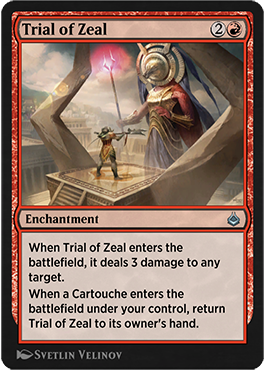 Trial of Zeal 2
Enchantment
When Trial of Zeal enters the
battlefield, it deals 3 damage to any
target.
When a Cartouche enters the
battlefield under your control, return
Trial of Zeal to its owner's hand.
SVETLIN VELINOV